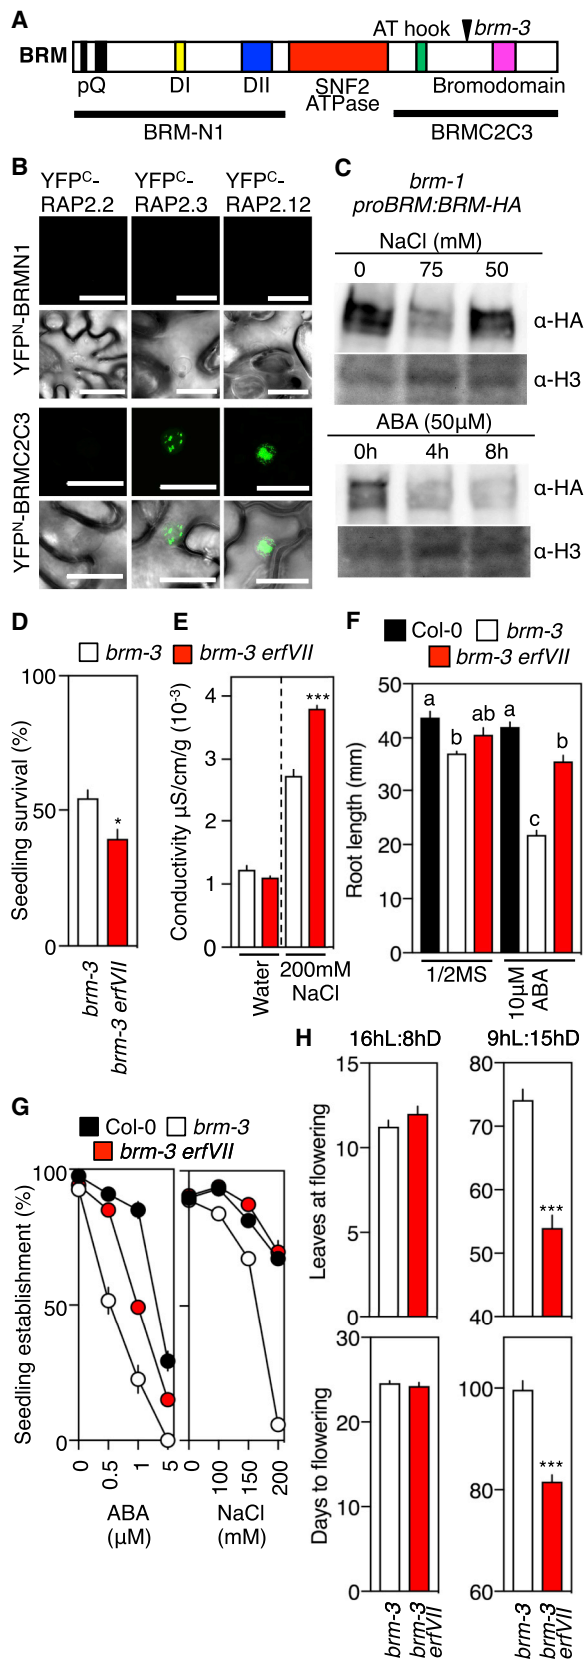 A
AT hook brm-3
BRM
pQ DI DII SNF2 Bromodomain
ATPase
BRM-N1 BRMC2C3
B
YFPC- YFPC- YFPC-
RAP2.2 RAP2.3 RAP2.12
YFPN-BRMN1
YFPN-BRMC2C3
C
brm-1
proBRM:BRM-HA
NaCl (mM)
0 75 50
α-HA
α-H3
ABA (50μM)
0h 4h 8h
α-HA
α-H3
D
E
brm-3 brm-3 erfVII
Seedling survival (%)
100
50
0
*
brm-3
brm-3 erfVII
Conductivity μS/cm/g (10-3)
4
3
2
1
0
***
Water
200mM
NaCl
F
Col-0 brm-3
brm-3 erfVII
Root length (mm)
50
40
30
20
10
0
a b ab a c b
1/2MS
10μM
ABA
G
Col-0 brm-3
brm-3 erfVII
Seedling establishment (%)
100
50
0
0 0.5 1 5
ABA
(μM)
0 100 150 200
NaCl
(mM)
H
16hL:8hD 9hL:15hD
Leaves at flowering
15
10
5
0
80
70
60
50
40
***
Days to flowering
30
20
10
0
100
80
60
***
brm-3
brm-3
erfVII
brm-3
brm-3
erfVII